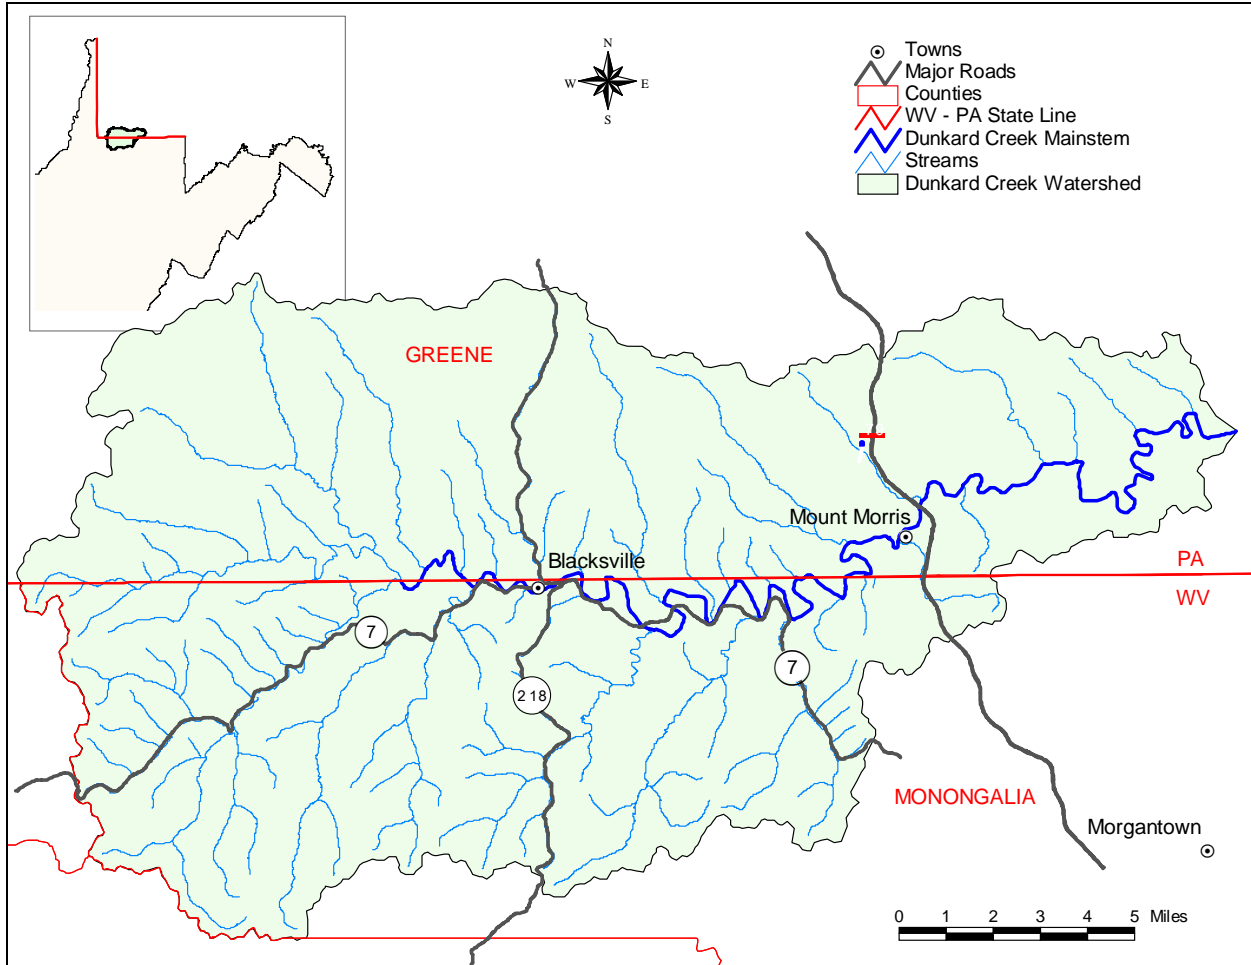 N
W E
S
Towns
Major Roads
Counties
WV - PA State Line
Dunkard Creek Mainstem
Streams
Dunkard Creek Watershed
GREENE
Mount Morris
Blacksville
PA
WV
7
7
2 18
MONONGALIA
Morgantown
0 1 2 3 4 5 Miles